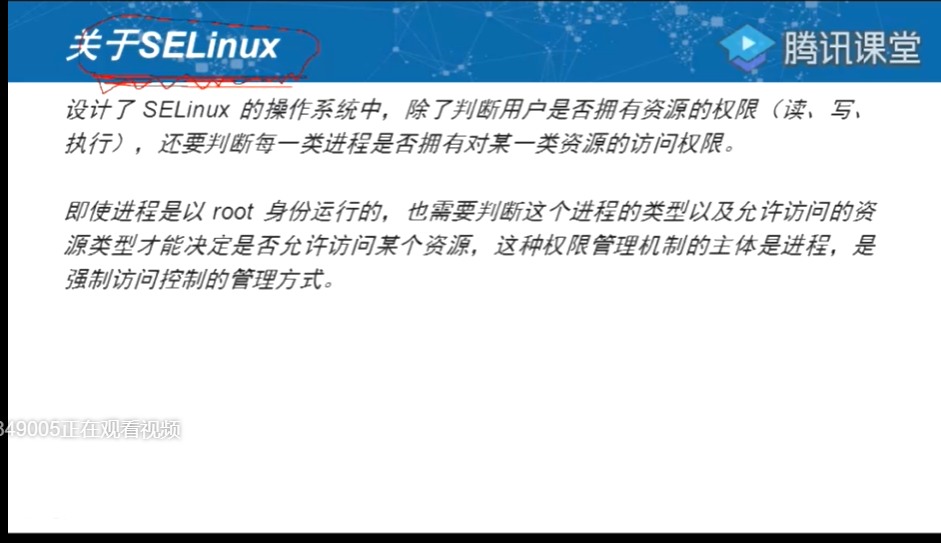 关于SELinux
腾讯课堂
设计了 SELinux 的操作系统中，除了判断用户是否拥有资源的权限（读、写、
执行），还要判断每一类进程是否拥有对某一类资源的访问权限。
即使进程是以 root 身份运行的，也需要判断这个进程的类型以及允许访问的资
源类型才能决定是否允许访问某个资源，这种权限管理机制的主体是进程，是
强制访问控制的管理方式。
349005正在观看视频